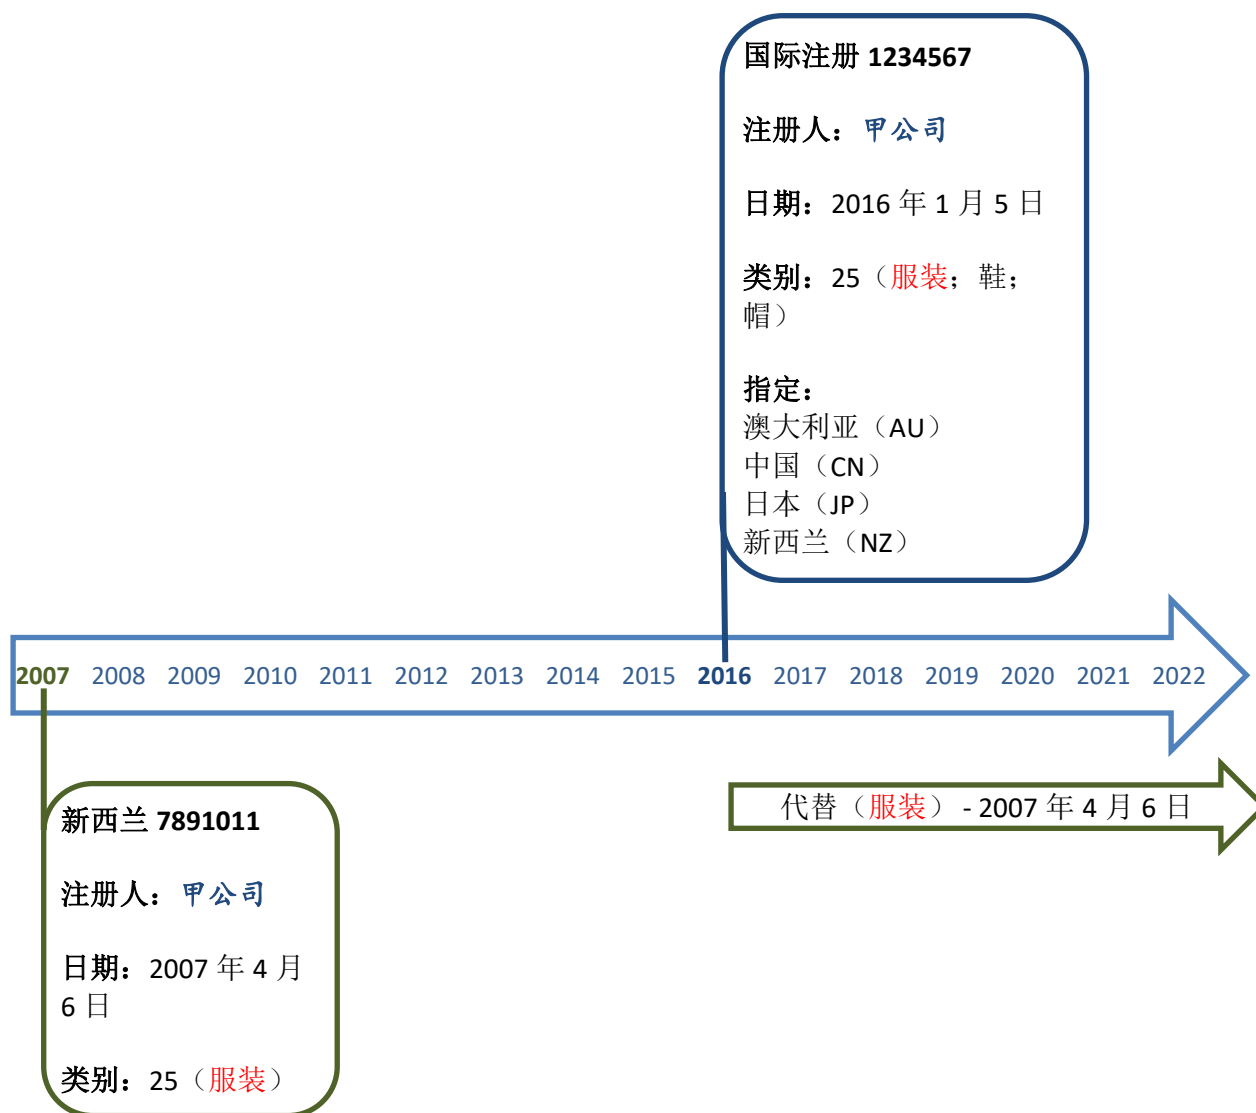 国际注册 1234567
注册人：甲公司
日期：2016 年 1 月 5 日
类别：25（服装；鞋；
帽）
指定：
澳大利亚（AU）
中国（CN）
日本（JP）
新西兰（NZ）
2007 2008 2009 2010 2011 2012 2013 2014 2015 2016 2017 2018 2019 2020 2021 2022
代替（服装） - 2007 年 4 月 6 日
新西兰 7891011
注册人：甲公司
日期：2007 年 4 月
6 日
类别：25（服装）